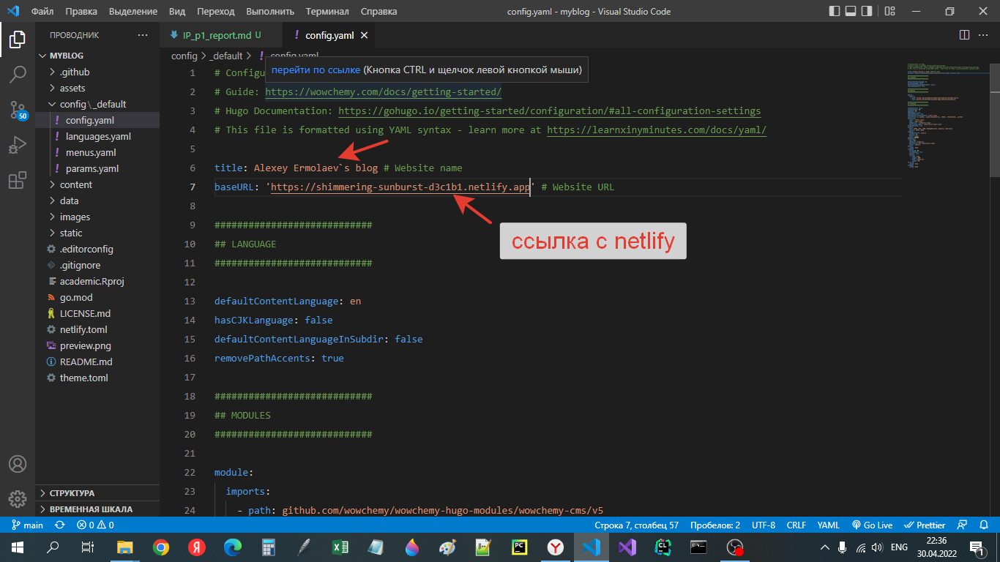 Файл Правка Выделение Вид Переход Выполнить Терминал Справка
config.yaml - myblog - Visual Studio Code
ПРОВОДНИК
MYBLOG
.github
assets
config\_default
config.yaml
languages.yaml
menus.yaml
params.yaml
content
data
images
static
.editorconfig
.gitignore
academic.Rproj
go.mod
LICENSE.md
netlify.toml
preview.png
README.md
theme.toml
СТРУКТУРА
ВРЕМЕННАЯ ШКАЛА
50
IP_p1_report.md U
config.yaml
config > _default > config.yaml
перейти по ссылке (Кнопка CTRL и щелчок левой кнопкой мыши)
1 # Configu
2 # Guide: https://wowchemy.com/docs/getting-started/
3 # Hugo Documentation: https://gohugo.io/getting-started/configuration/#all-configuration-settings
4 # This file is formatted using YAML syntax - learn more at https://learnxinyminutes.com/docs/yaml/
5
6 title: Alexey Ermolaev`s blog # Website name
7 baseURL: 'https://shimmering-sunburst-d3c1b1.netlify.app' # Website URL
8
9 ############################
10 ## LANGUAGE
11 ############################
12
13 defaultContentLanguage: en
14 hasCJKLanguage: false
15 defaultContentLanguageInSubdir: false
16 removePathAccents: true
17
18 ############################
19 ## MODULES
20 ############################
21
22 module:
23 imports:
24 - path: github.com/wowchemy/wowchemy-hugo-modules/wowchemy-cms/v5
ссылка с netlify
main 0 0 Строка 7, столбец 57 Пробелов: 2 UTF-8 CRLF YAML Go Live Prettier
ENG
22:36
30.04.2022
1